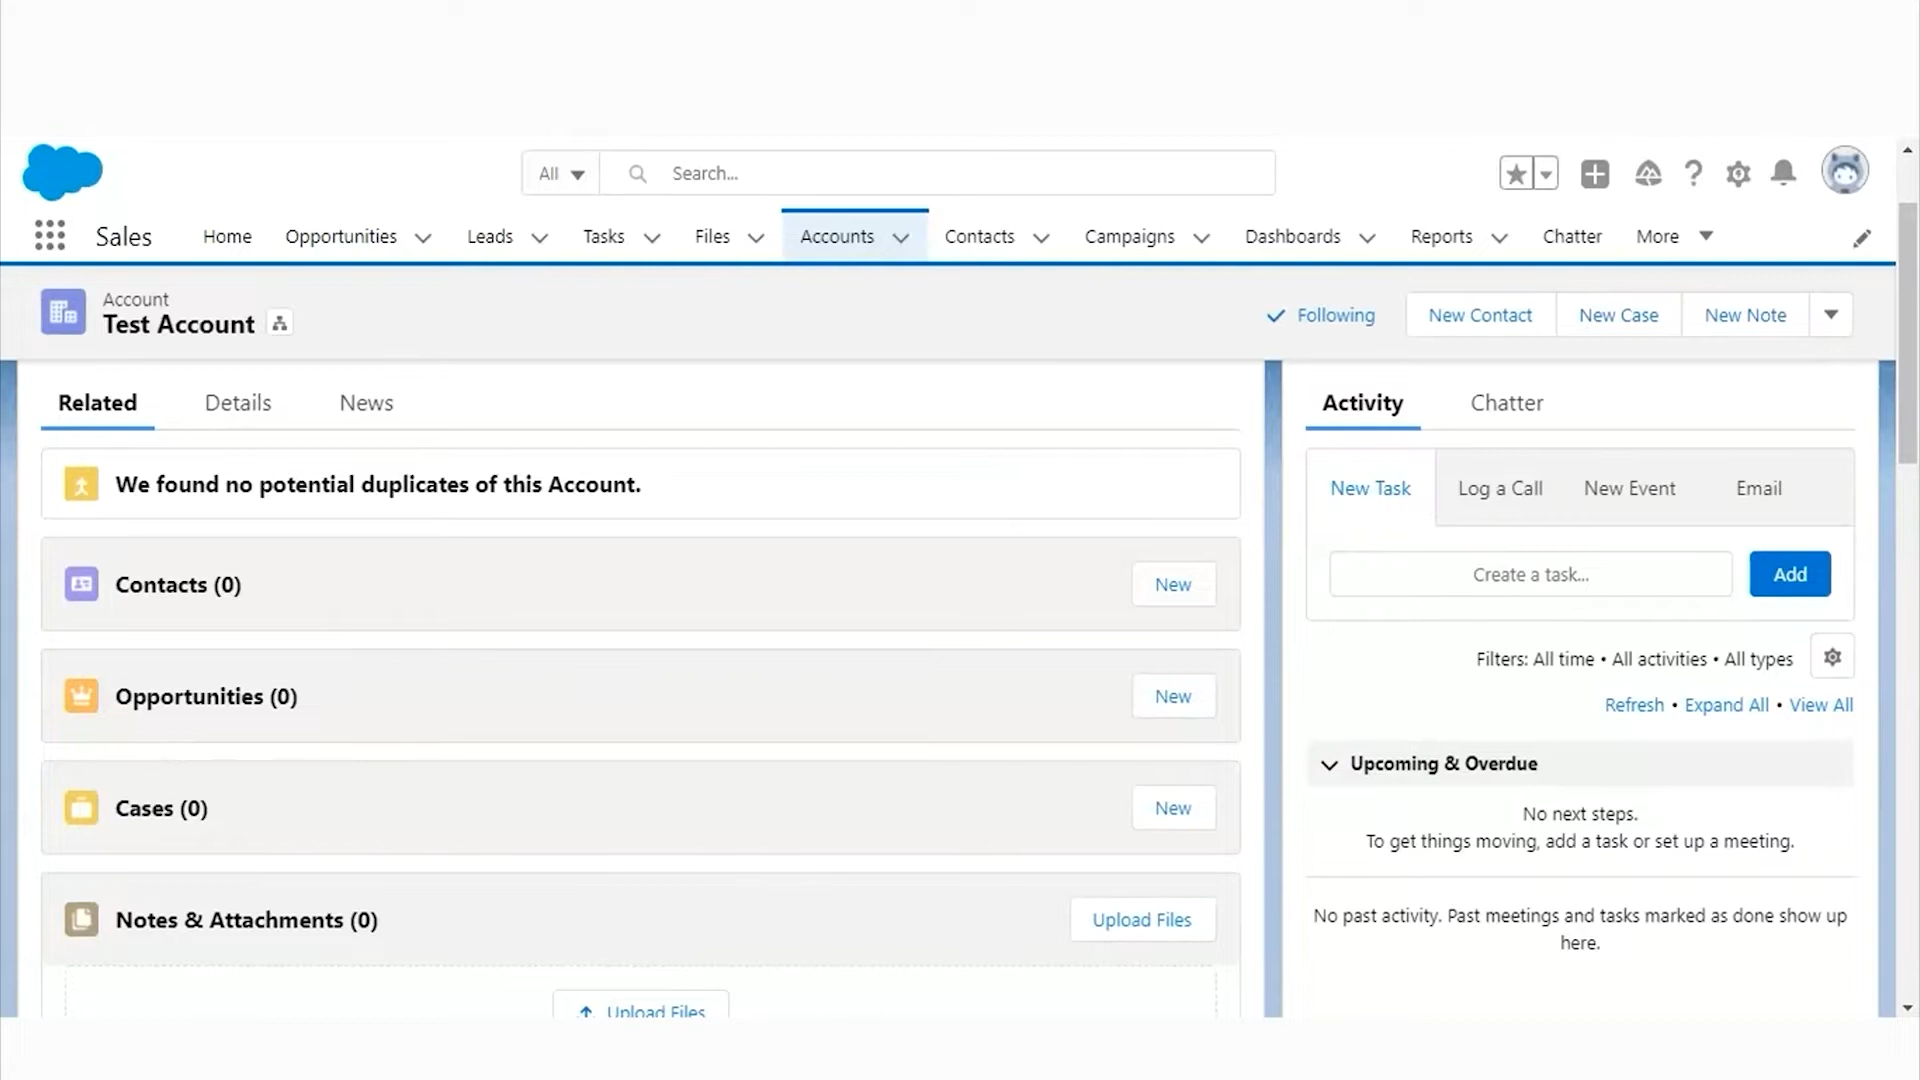 All
Search...
Sales
Home
Opportunities
Leads
Tasks
Files
Accounts
Contacts
Campaigns
Dashboards
Reports
Chatter
More
Account
Test Account
Following
New Contact
New Case
New Note
Related
Details
News
We found no potential duplicates of this Account.
Contacts (0)
New
Opportunities (0)
New
Cases (0)
New
Notes & Attachments (0)
Upload Files
Upload Files
Activity
Chatter
New Task
Log a Call
New Event
Email
Create a task...
Add
Filters: All time • All activities • All types
Refresh • Expand All • View All
Upcoming & Overdue
No next steps.
To get things moving, add a task or set up a meeting.
No past activity. Past meetings and tasks marked as done show up
here.